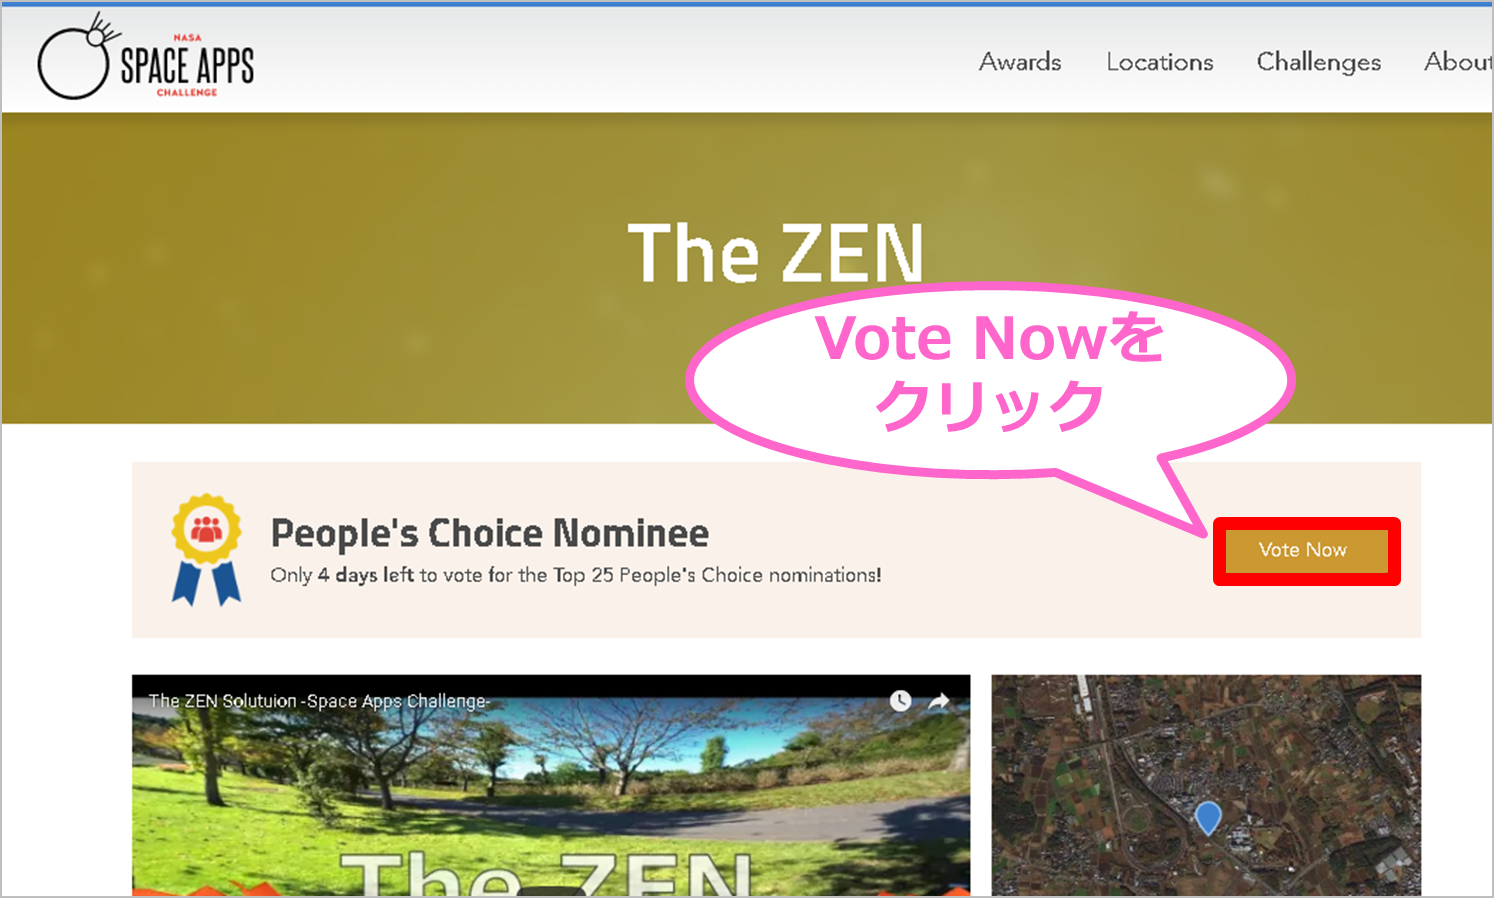 NASA
SPACE APPS
CHALLENGE
Awards Locations Challenges About
The ZEN
Vote Nowを
クリック
People's Choice Nominee
Only 4 days left to vote for the Top 25 People's Choice nominations!
Vote Now
The ZEN Solutuion -Space Apps Challenge-
The ZEN